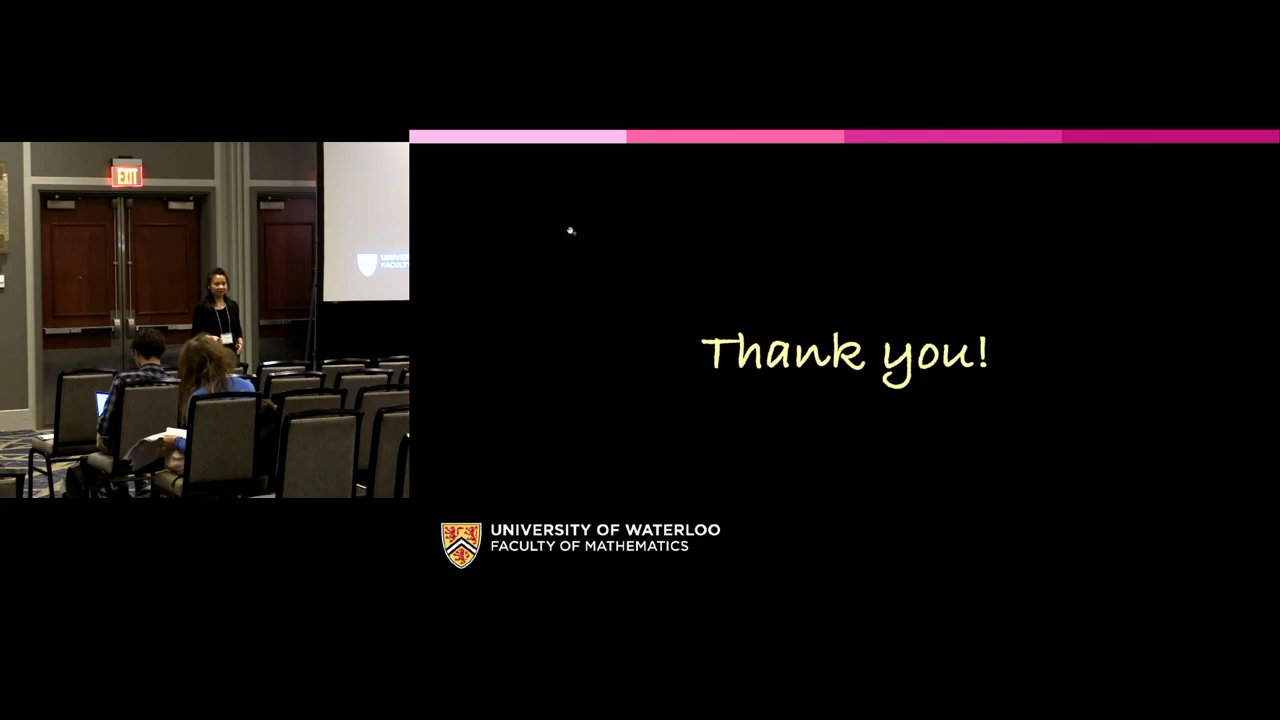 EXIT
Thank you!
UNIVERSITY OF WATERLOO
FACULTY OF MATHEMATICS